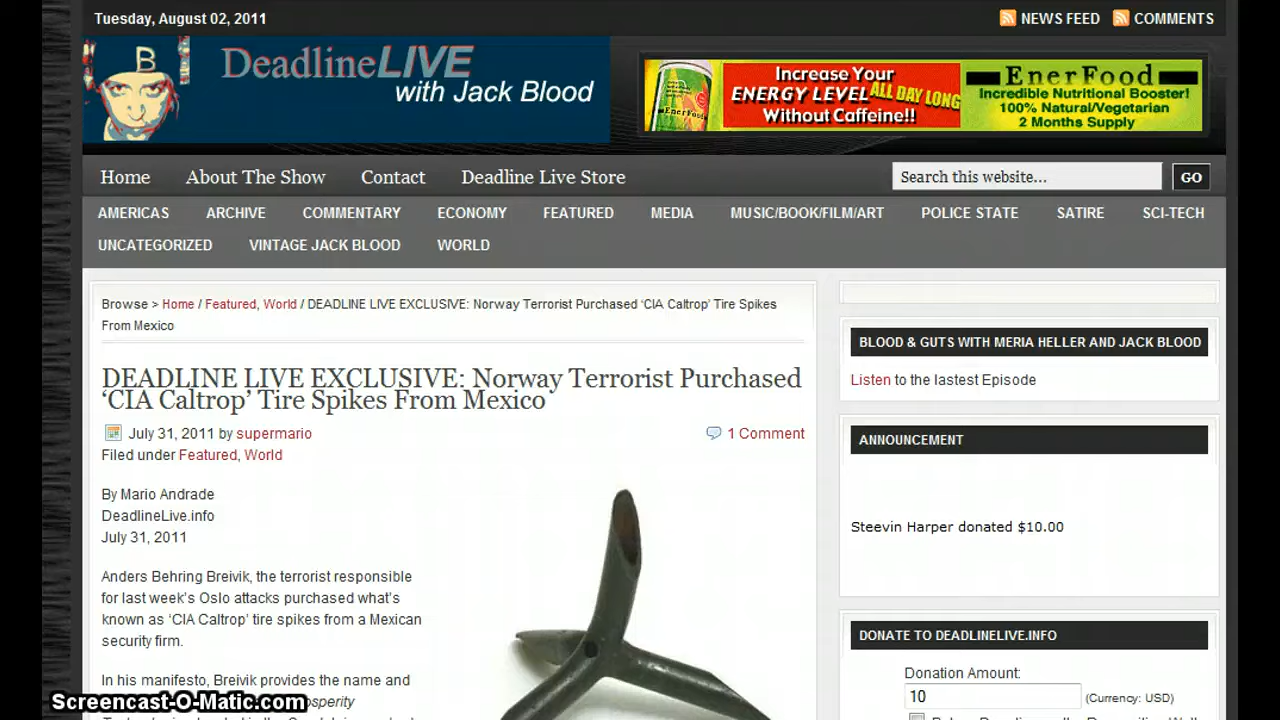 Tuesday, August 02, 2011
NEWS FEED COMMENTS
B
DeadlineLIVE
with Jack Blood
EnerFood
Increase Your
ENERGY LEVEL ALL DAY LONG
Without Caffeine!!
EnerFood
Incredible Nutritional Booster!
100% Natural/Vegetarian
2 Months Supply
Home About The Show Contact Deadline Live Store
Search this website... GO
AMERICAS ARCHIVE COMMENTARY ECONOMY FEATURED MEDIA MUSIC/BOOK/FILM/ART POLICE STATE SATIRE SCI-TECH
UNCATEGORIZED VINTAGE JACK BLOOD WORLD
Browse > Home / Featured, World / DEADLINE LIVE EXCLUSIVE: Norway Terrorist Purchased ‘CIA Caltrop’ Tire Spikes
From Mexico
DEADLINE LIVE EXCLUSIVE: Norway Terrorist Purchased
‘CIA Caltrop’ Tire Spikes From Mexico
July 31, 2011 by supermario 1 Comment
Filed under Featured, World
By Mario Andrade
DeadlineLive.info
July 31, 2011
Anders Behring Breivik, the terrorist responsible
for last week’s Oslo attacks purchased what’s
known as ‘CIA Caltrop’ tire spikes from a Mexican
security firm.
In his manifesto, Breivik provides the name and
BLOOD & GUTS WITH MERIA HELLER AND JACK BLOOD
Listen to the lastest Episode
ANNOUNCEMENT
Steevin Harper donated $10.00
DONATE TO DEADLINELIVE.INFO
Donation Amount:
10 (Currency: USD)
Screencast-O-Matic.com